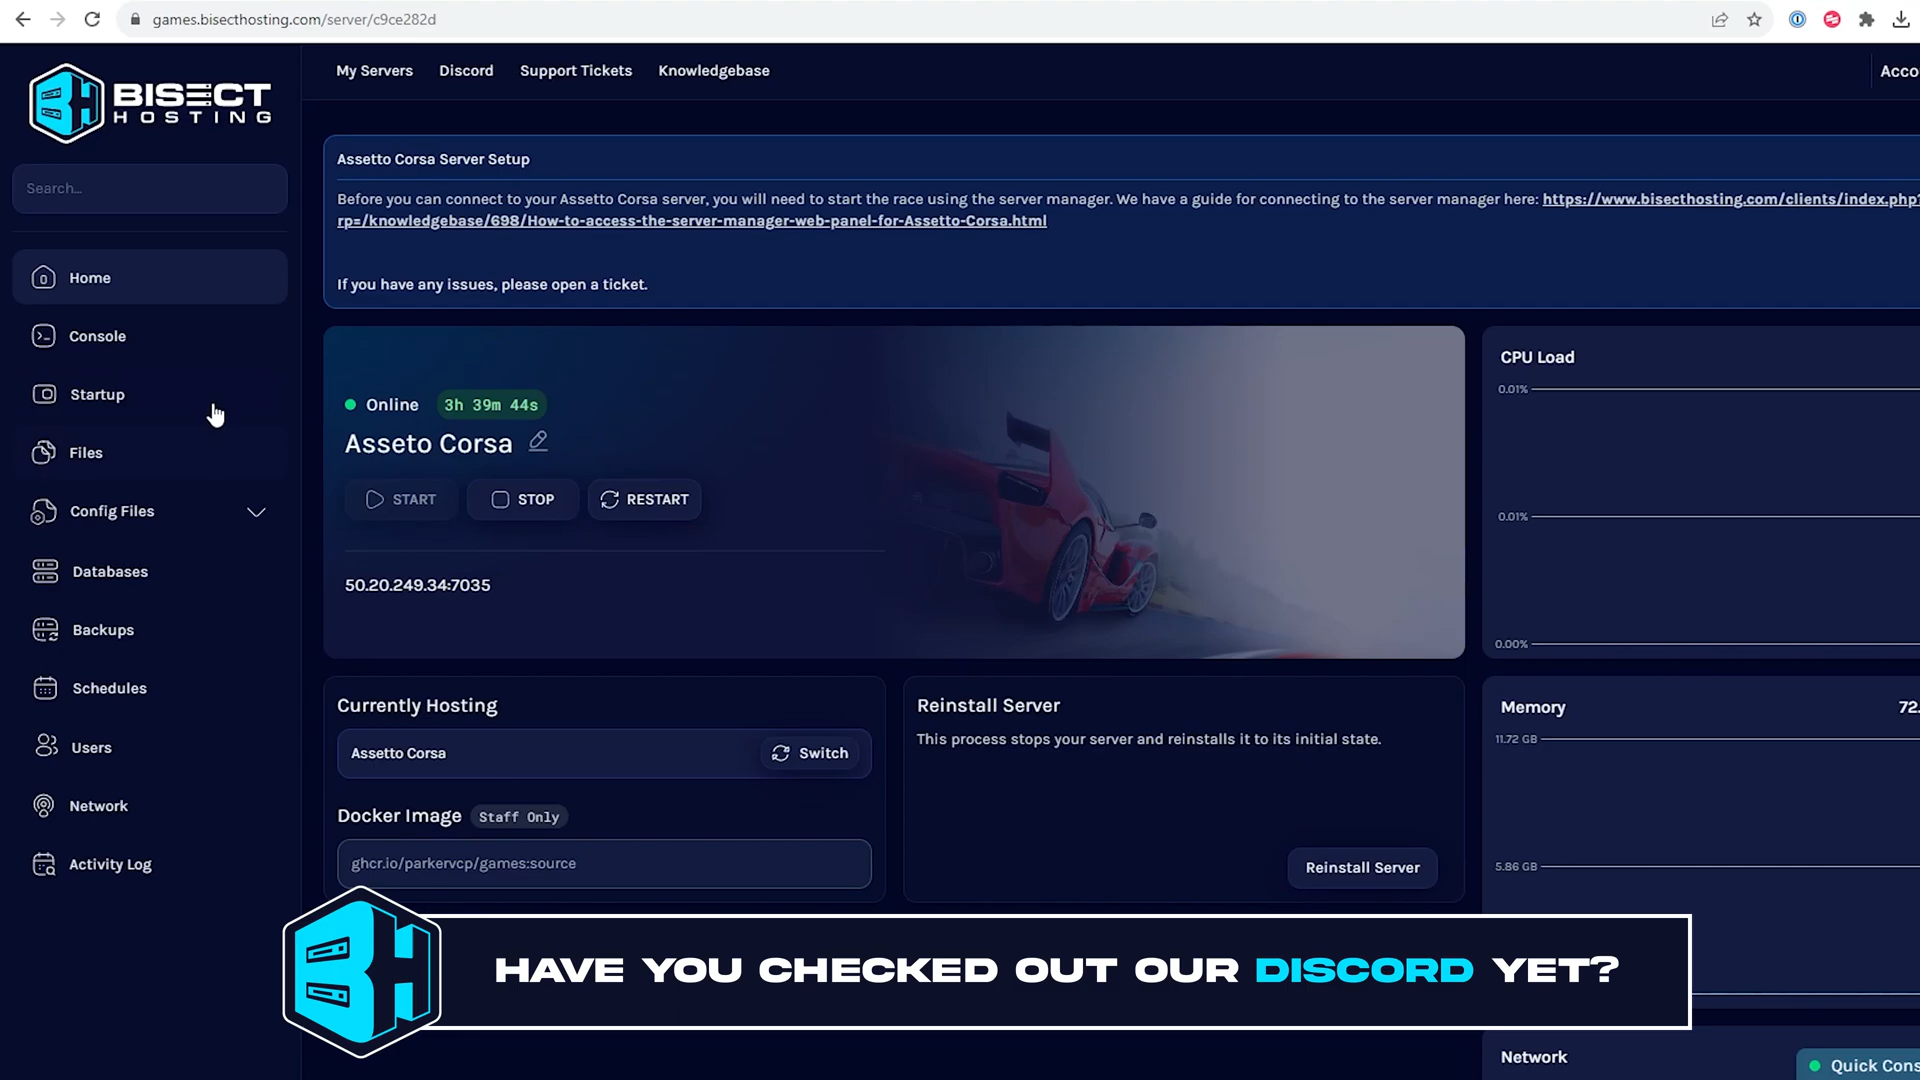 games.bisecthosting.com/server/c9ce282d
BISECT
HOSTING
My Servers Discord Support Tickets Knowledgebase
Search...
Home
Console
Startup
Files
Config Files
Databases
Backups
Schedules
Users
Network
Activity Log
Assetto Corsa Server Setup
Before you can connect to your Assetto Corsa server, you will need to start the race using the server manager. We have a guide for connecting to the server manager here: https://www.bisecthosting.com/clients/index.php?
rp=/knowledgebase/698/How-to-access-the-server-manager-web-panel-for-Assetto-Corsa.html
If you have any issues, please open a ticket.
Online 3h 39m 44s
Asseto Corsa
START STOP RESTART
50.20.249.34:7035
CPU Load
0.01%
0.01%
0.00%
Currently Hosting
Assetto Corsa Switch
Docker Image Staff Only
ghcr.io/parkervcp/games:source
Reinstall Server
This process stops your server and reinstalls it to its initial state.
Reinstall Server
Memory 72.
11.72 GB
5.86 GB
Network
HAVE YOU CHECKED OUT OUR DISCORD YET?
Quick Cons